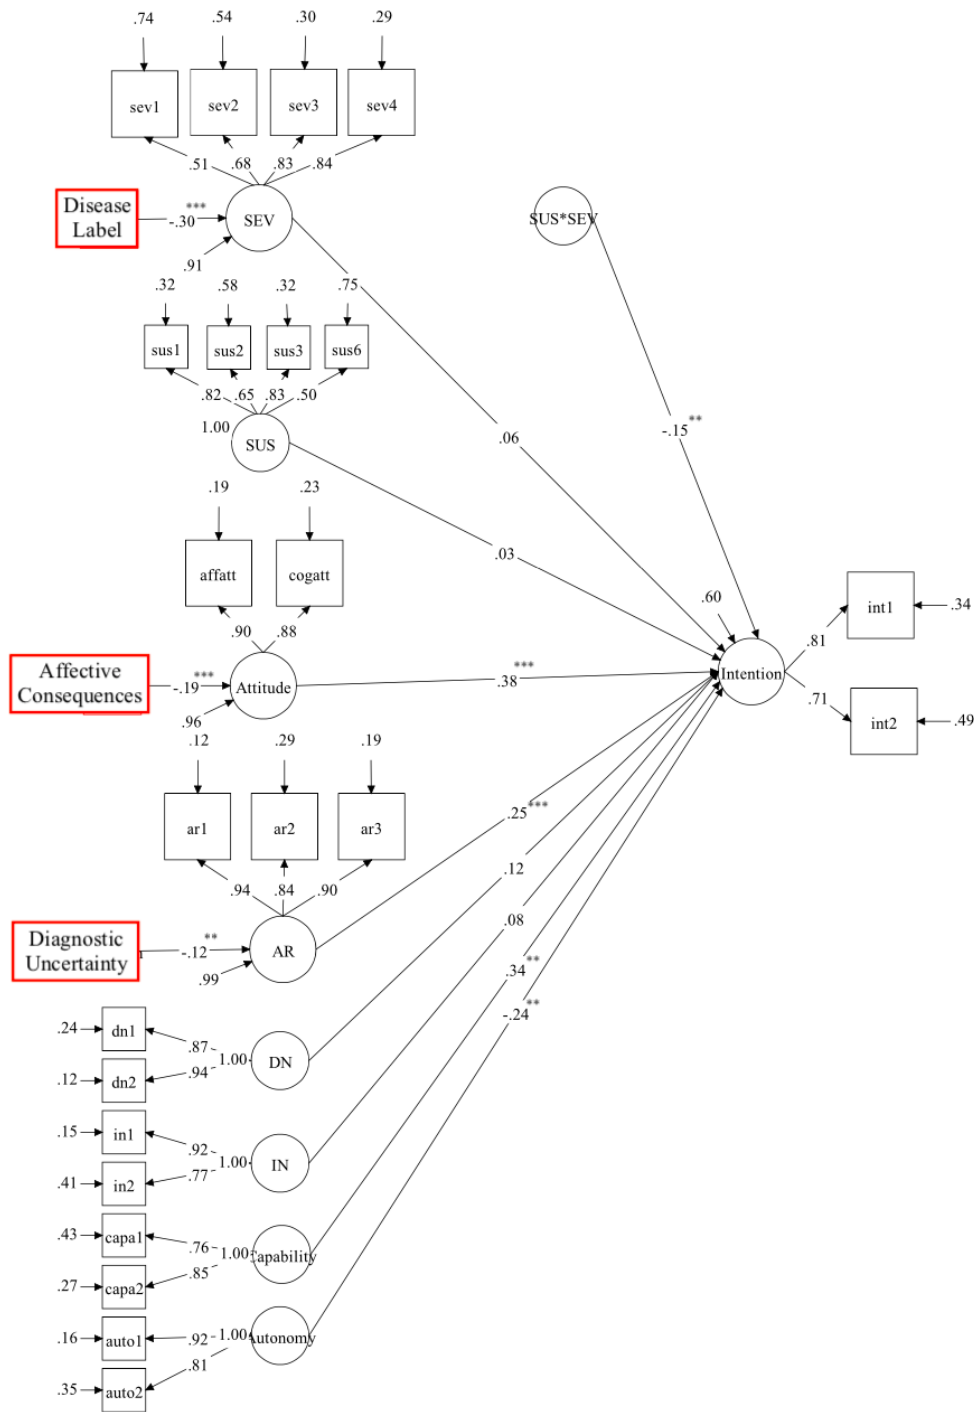 .74 .54 .30 .29
sev1 sev2 sev3 sev4
.51 .68 .83 .84
Disease
Label
-.30***
SEV
SUS*SEV
.91
.32 .58 .32 .75
sus1 sus2 sus3 sus6
.82 .65 .83 .50
1.00
SUS
.06
-.15**
.19 .23
affatt cogatt
.90 .88
.03
.60
int1
.34
.81
Affective
Consequences
-.19***
Attitude
.38***
Intention
.71
int2
.49
.96
.12 .29 .19
ar1 ar2 ar3
.94 .84 .90
.25***
.12
Diagnostic
Uncertainty
-.12**
AR
.99
.08
.34**
-.24**
.24 dn1
.87
1.00 DN
.12 dn2
.94
.15 in1
.92
1.00 IN
.41 in2
.77
.43 capa1
.76
1.00 Capability
.27 capa2
.85
.16 auto1
.92
1.00 Autonomy
.35 auto2
.81